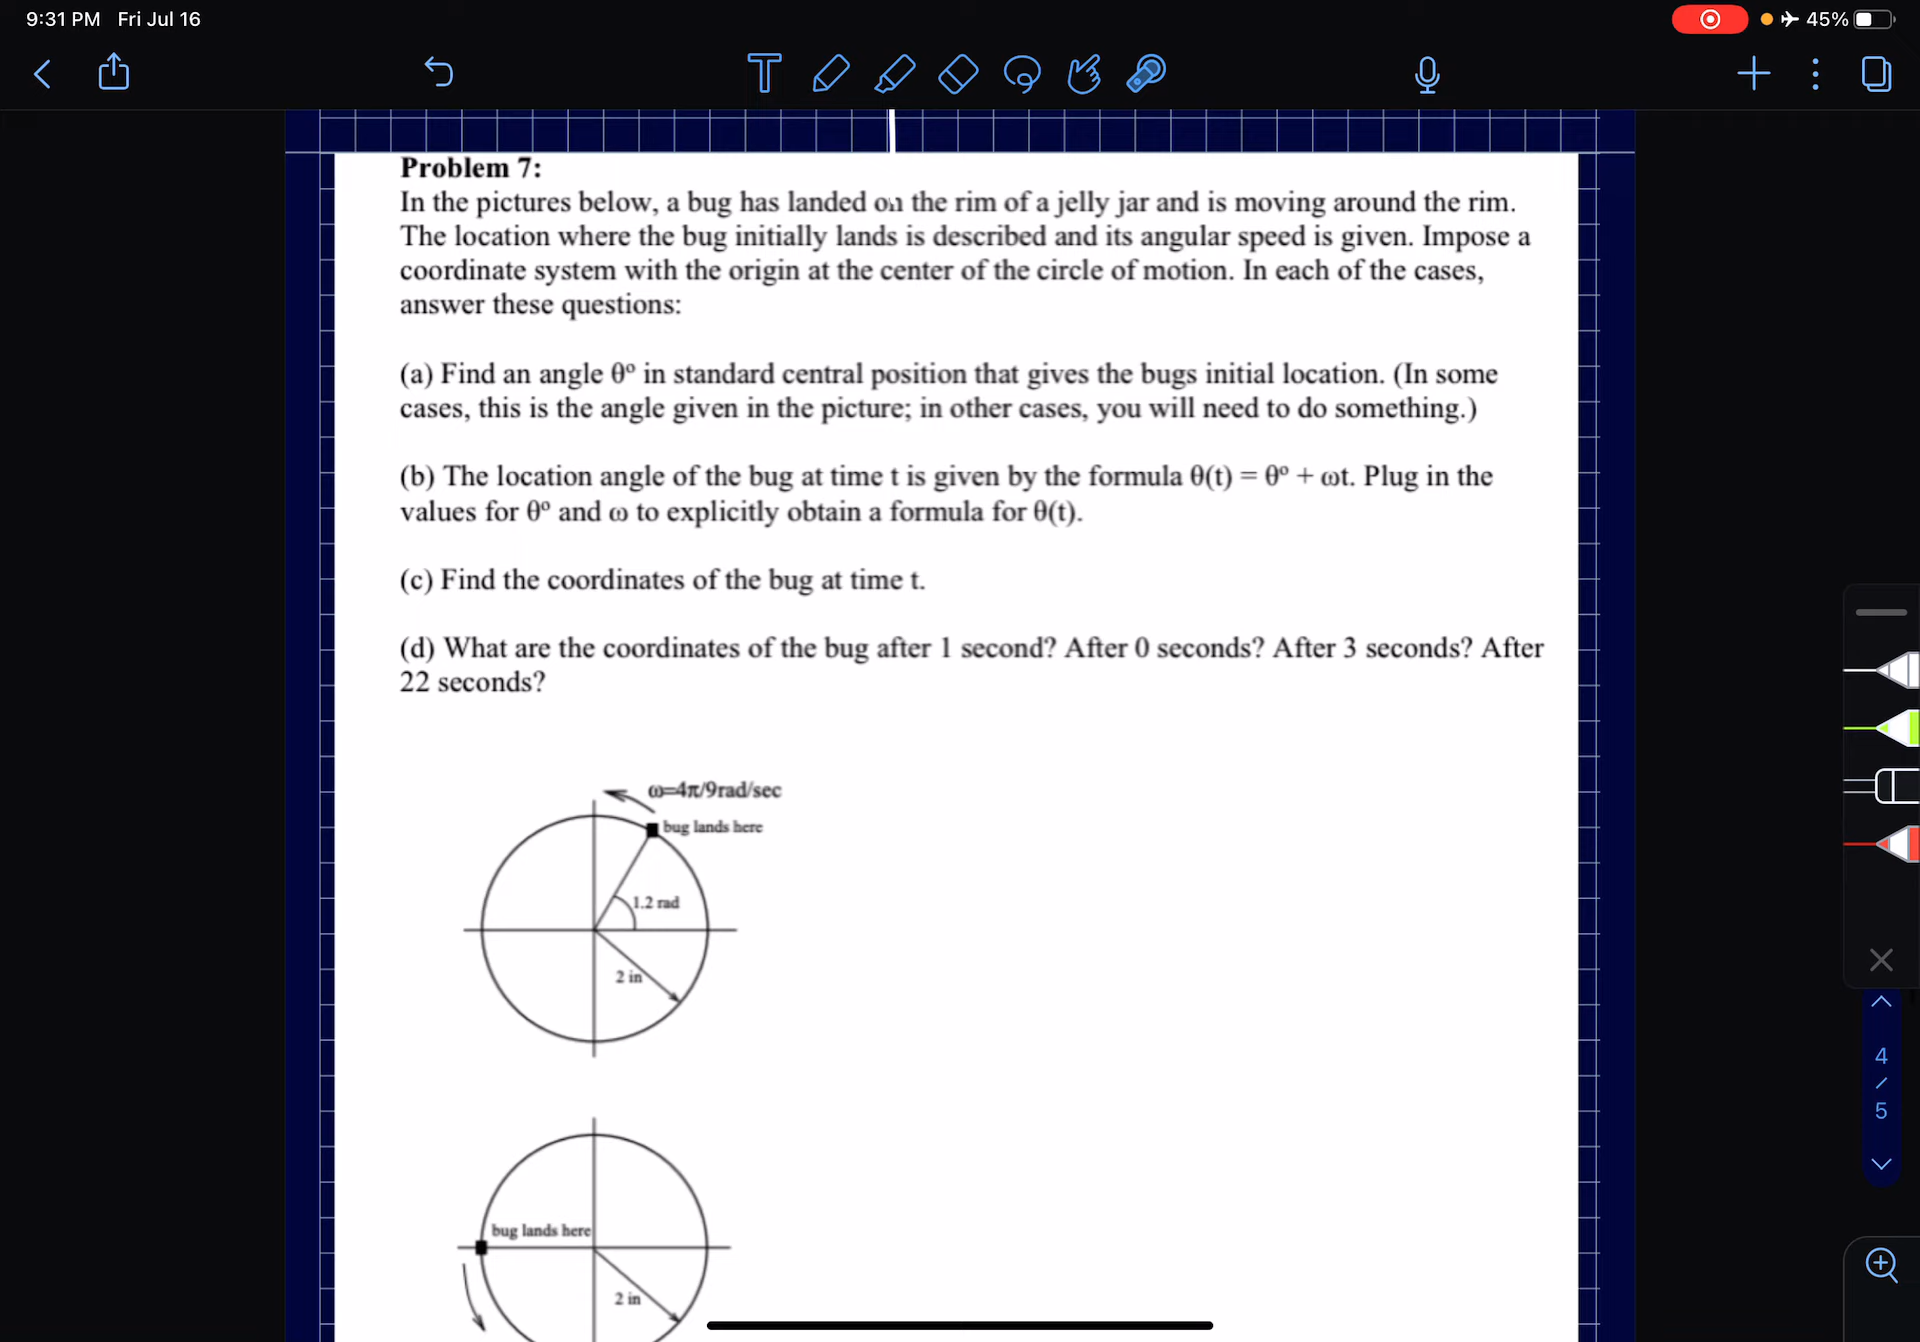 9:31 PM Fri Jul 16
45%
Problem 7:
In the pictures below, a bug has landed on the rim of a jelly jar and is moving around the rim.
The location where the bug initially lands is described and its angular speed is given. Impose a
coordinate system with the origin at the center of the circle of motion. In each of the cases,
answer these questions:
(a) Find an angle θº in standard central position that gives the bugs initial location. (In some
cases, this is the angle given in the picture; in other cases, you will need to do something.)
(b) The location angle of the bug at time t is given by the formula θ(t) = θº + ωt. Plug in the
values for θº and ω to explicitly obtain a formula for θ(t).
(c) Find the coordinates of the bug at time t.
(d) What are the coordinates of the bug after 1 second? After 0 seconds? After 3 seconds? After
22 seconds?
ω=4π/9rad/sec
bug lands here
1.2 rad
2 in
bug lands here
2 in
4
/
5